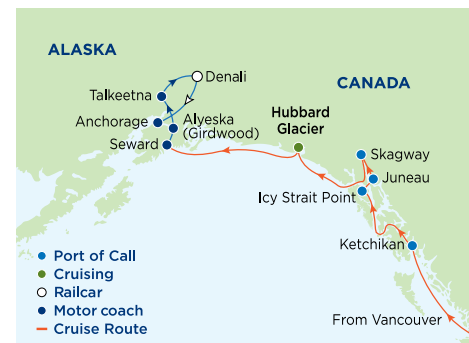 ALASKA
Denali
CANADA
Talkeetna
Hubbard
Glacier
Anchorage
Alyeska
(Girdwood)
Seward
Skagway
Juneau
Icy Strait Point
Ketchikan
Port of Call
Cruising
Railcar
Motor coach
Cruise Route
From Vancouver